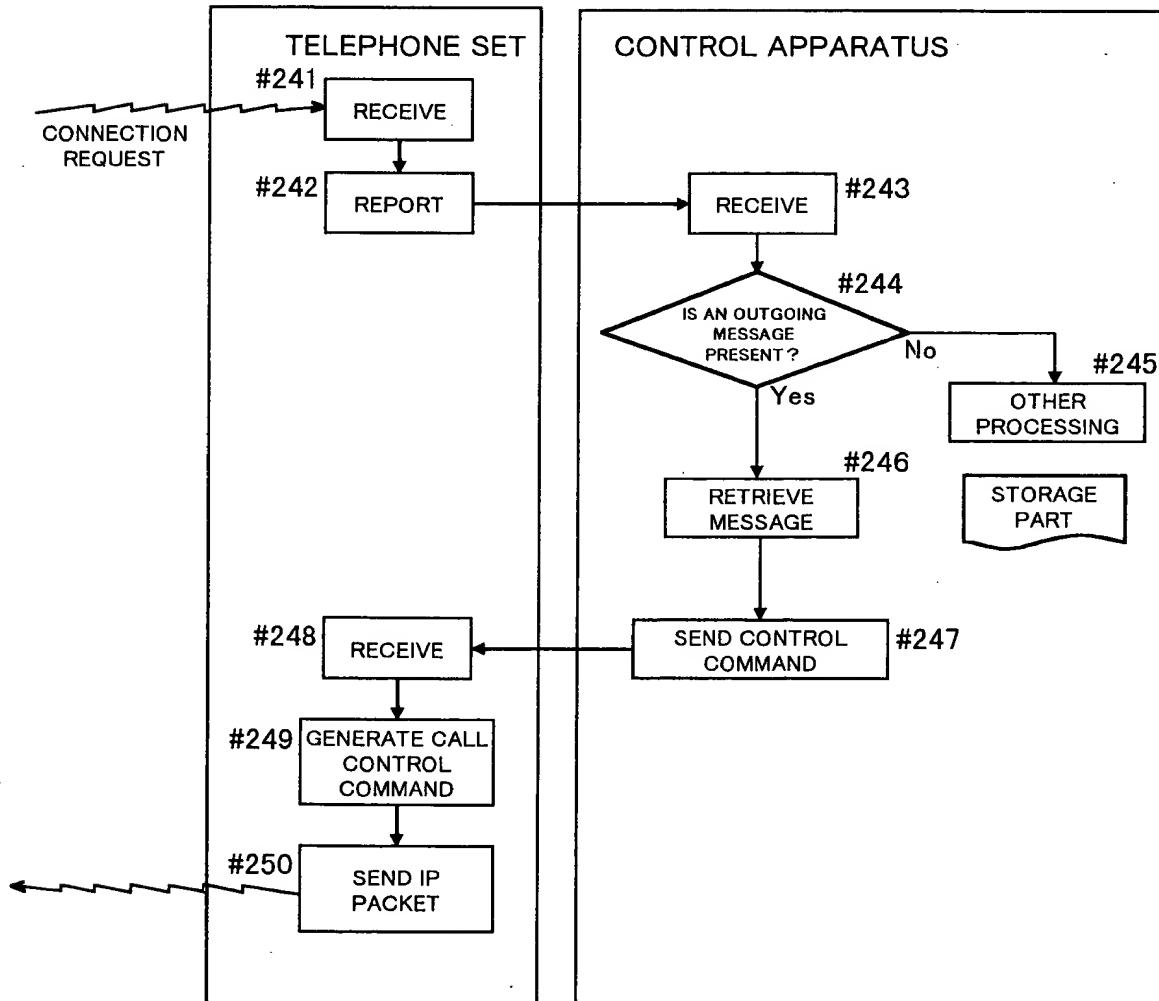 TELEPHONE SET
CONTROL APPARATUS
#241
RECEIVE
CONNECTION
REQUEST
#242
REPORT
#243
RECEIVE
#244
IS AN OUTGOING
MESSAGE
PRESENT?
No
Yes
#245
OTHER
PROCESSING
#246
RETRIEVE
MESSAGE
STORAGE
PART
#247
SEND CONTROL
COMMAND
#248
RECEIVE
#249
GENERATE CALL
CONTROL
COMMAND
#250
SEND IP
PACKET